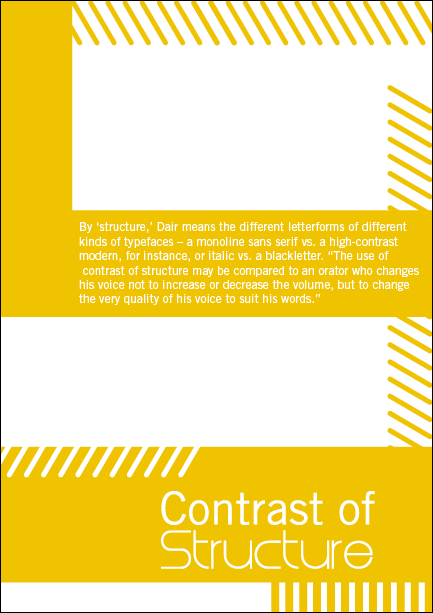 By ‘structure,’ Dair means the different letterforms of different
kinds of typefaces – a monoline sans serif vs. a high-contrast
modern, for instance, or italic vs. a blackletter. “The use of
contrast of structure may be compared to an orator who changes
his voice not to increase or decrease the volume, but to change
the very quality of his voice to suit his words.”
Contrast of
Structure